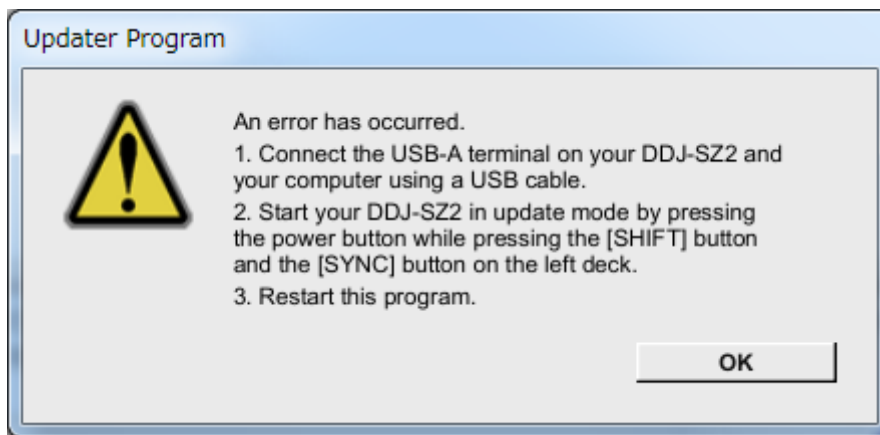 Updater Program
An error has occurred.
1. Connect the USB-A terminal on your DDJ-SZ2 and
your computer using a USB cable.
2. Start your DDJ-SZ2 in update mode by pressing
the power button while pressing the [SHIFT] button
and the [SYNC] button on the left deck.
3. Restart this program.
OK